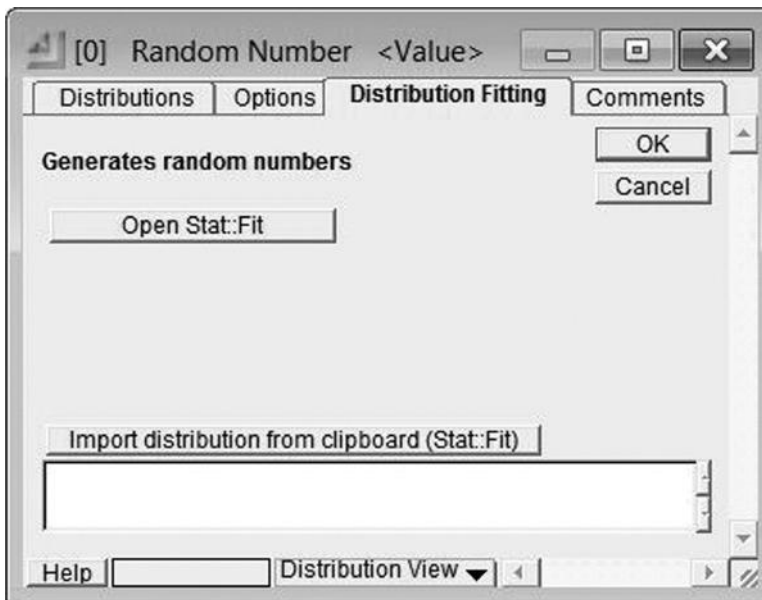 [0] Random Number <Value>
Distributions Options Distribution Fitting Comments
Generates random numbers
OK
Cancel
Open Stat::Fit
Import distribution from clipboard (Stat::Fit)
Help Distribution View